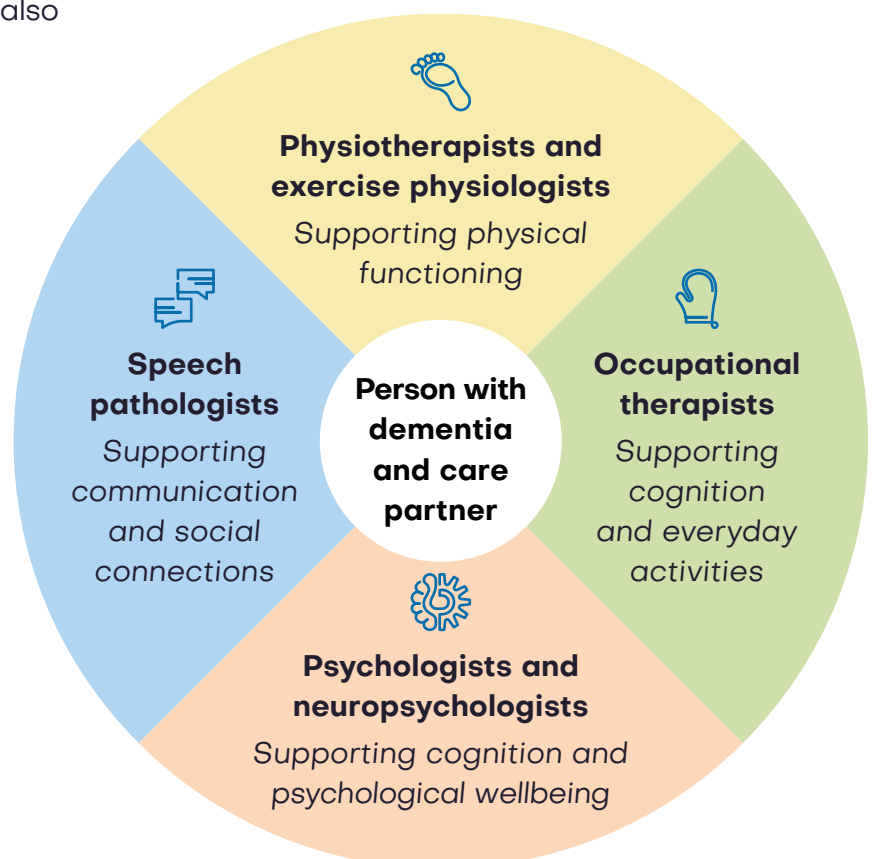 also
Physiotherapists and
exercise physiologists
Supporting physical
functioning
Speech
pathologists
Supporting
communication
and social
connections
Person with
dementia
and care
partner
Occupational
therapists
Supporting
cognition
and everyday
activities
Psychologists and
neuropsychologists
Supporting cognition and
psychological wellbeing